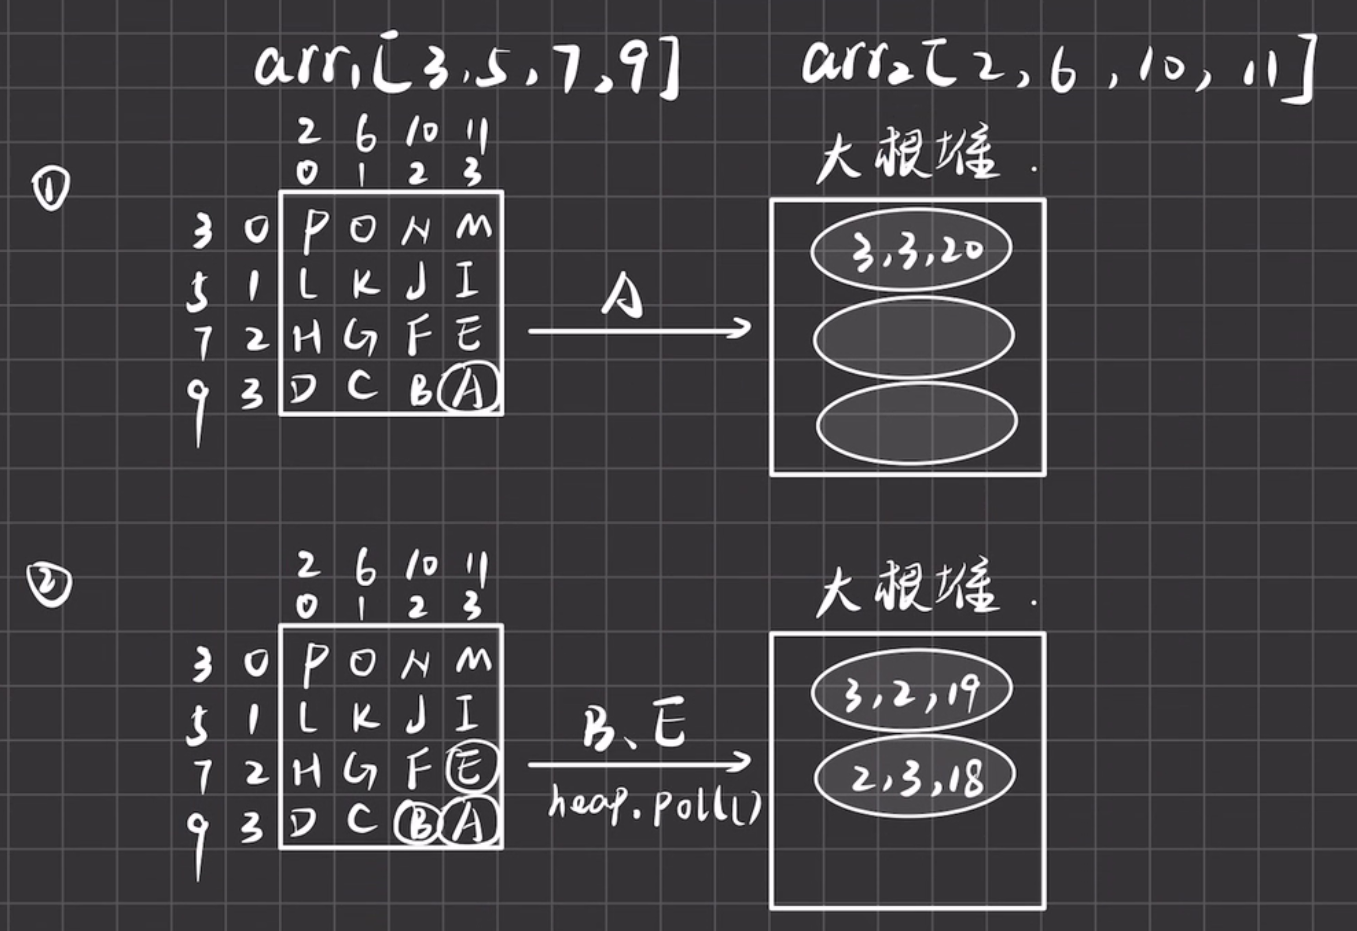 arr₁[3,5,7,9]
arr₂[2,6,10,11]
①
2 6 10 11
0 1 2 3
3 0 P O N M
5 1 L K J I
7 2 H G F E
9 3 D C B A
A
大根堆.
3,3,20
②
2 6 10 11
0 1 2 3
3 0 P O N M
5 1 L K J I
7 2 H G F E
9 3 D C B A
B、E
heap.poll()
大根堆.
3,2,19
2,3,18